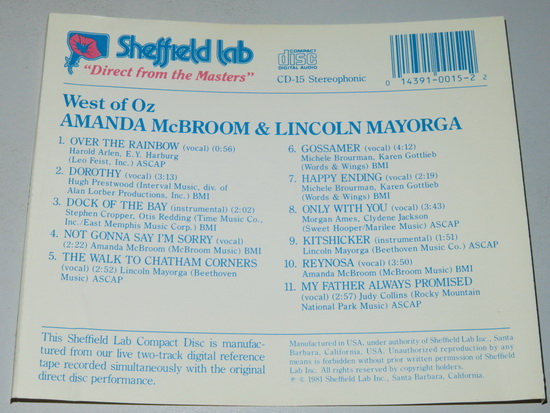 Sheffield Lab
"Direct from the Masters"
COMPACT
disc
DIGITAL AUDIO
CD-15 Stereophonic
0 14391-0015-2 2
West of Oz
AMANDA McBROOM & LINCOLN MAYORGA
1. OVER THE RAINBOW (vocal) (0:56)
Harold Arlen, E.Y. Harburg
(Leo Feist, Inc.) ASCAP
2. DOROTHY (vocal) (3:13)
Hugh Prestwood (Interval Music, div. of
Alan Lorber Productions, Inc.) BMI
3. DOCK OF THE BAY (instrumental) (2:02)
Stephen Cropper, Otis Redding (Time Music Co.,
Inc./East Memphis Music Corp.) BMI
4. NOT GONNA SAY I'M SORRY (vocal)
(2:22) Amanda McBroom (McBroom Music) BMI
5. THE WALK TO CHATHAM CORNERS
(vocal) (2:52) Lincoln Mayorga (Beethoven
Music) ASCAP
6. GOSSAMER (vocal) (4:12)
Michele Brourman, Karen Gottlieb
(Words & Wings) BMI
7. HAPPY ENDING (vocal) (2:19)
Michele Brourman, Karen Gottlieb
(Words & Wings) BMI
8. ONLY WITH YOU (vocal) (3:43)
Morgan Ames, Clydene Jackson
(Sweet Hooper/Marilee Music) ASCAP
9. KITSHICKER (instrumental) (1:51)
Lincoln Mayorga (Beethoven Music Co.) ASCAP
10. REYNOSA (vocal) (3:50)
Amanda McBroom (McBroom Music) BMI
11. MY FATHER ALWAYS PROMISED
(vocal) (2:57) Judy Collins (Rocky Mountain
National Park Music) ASCAP
This Sheffield Lab Compact Disc is manufac-
tured from our live two-track digital reference
tape recorded simultaneously with the original
direct disc performance.
Manufactured in USA. under authority of Sheffield Lab Inc., Santa
Barbara, California, USA. Unauthorized reproduction by any
means is forbidden without prior written permission of Sheffield
Lab Inc. All rights reserved by copyright holders.
℗ © 1981 Sheffield Lab Inc., Santa Barbara, California.